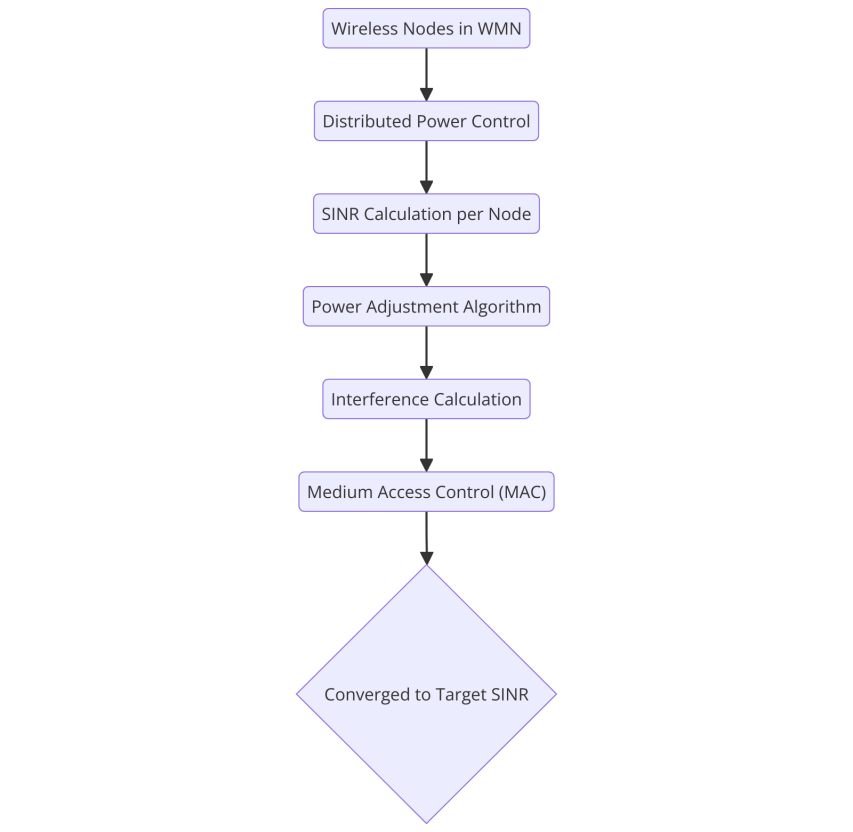 Wireless Nodes in WMN
Distributed Power Control
SINR Calculation per Node
Power Adjustment Algorithm
Interference Calculation
Medium Access Control (MAC)
Converged to Target SINR